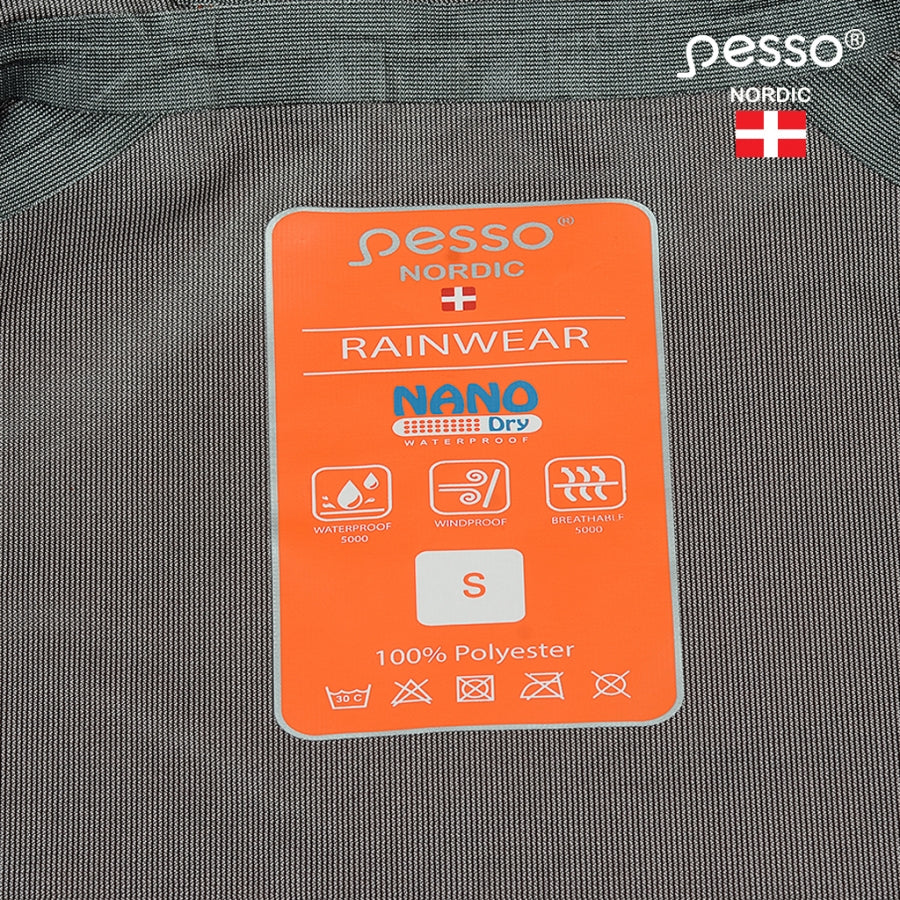 pesso®
NORDIC
pesso®
NORDIC
RAINWEAR
NANO
Dry
WATERPROOF
WATERPROOF
5000
WINDPROOF
BREATHABLE
5000
S
100% Polyester
30 C